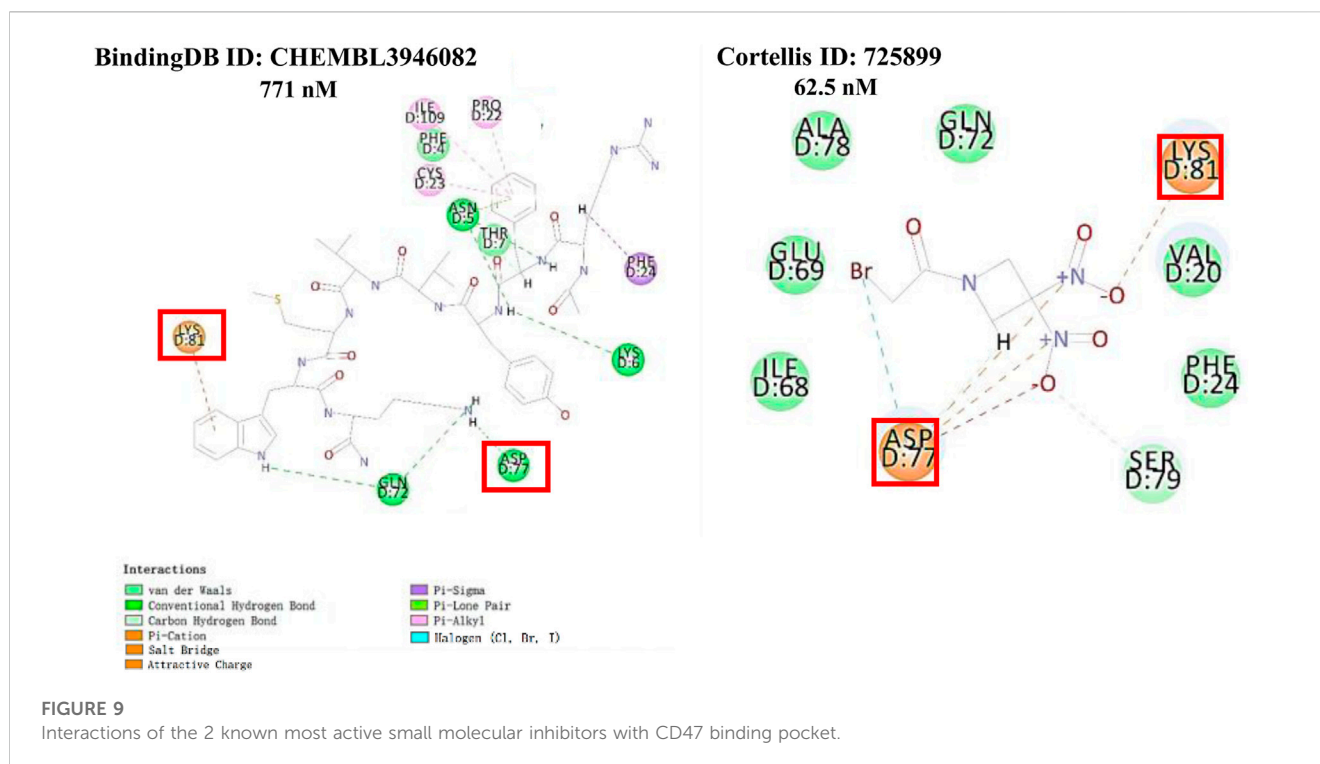 BindingDB ID: CHEMBL3946082
771 nM
Cortellis ID: 725899
62.5 nM
ILE
D:109
PRO
D:22
PHE
D:4
CYS
D:23
ASN
D:5
THR
D:7
PHE
D:24
LYS
D:81
LYS
D:6
ASP
D:77
GLN
D:72
N
N
N
N
H
H
O
N
O
H
N
H
O
N
O
N
O
N
O
S
N
O
N
O
O
N
N
H
H
O
N
N
H
ALA
D:78
GLN
D:72
LYS
D:81
GLU
D:69
VAL
D:20
ILE
D:68
PHE
D:24
ASP
D:77
SER
D:79
O
Br
N
O
+N
-O
H
+N
O
-O
Interactions
van der Waals
Conventional Hydrogen Bond
Carbon Hydrogen Bond
Pi-Cation
Salt Bridge
Attractive Charge
Pi-Sigma
Pi-Lone Pair
Pi-Alkyl
Halogen (Cl, Br, I)
FIGURE 9
Interactions of the 2 known most active small molecular inhibitors with CD47 binding pocket.